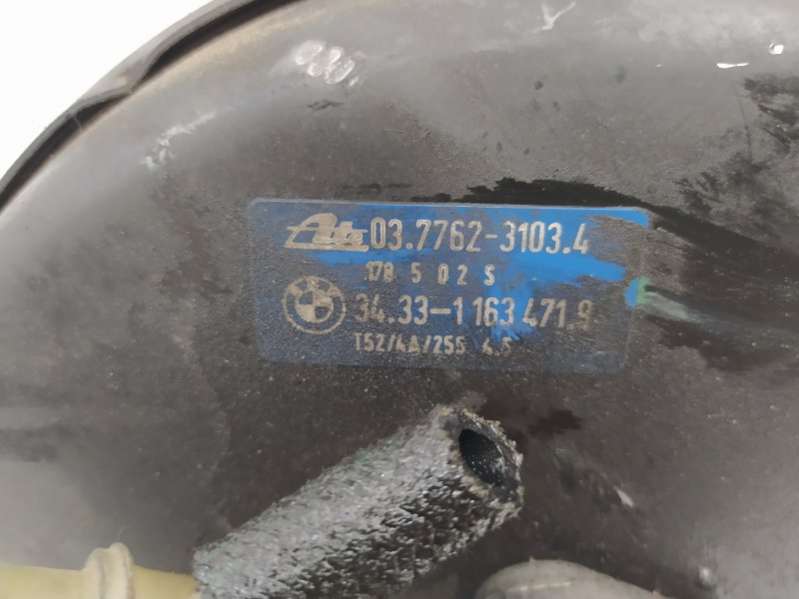 Ate 03.7762-3103.4
178 5 02 S
34.33-1 163 471.9
T52/4A/255 4.5